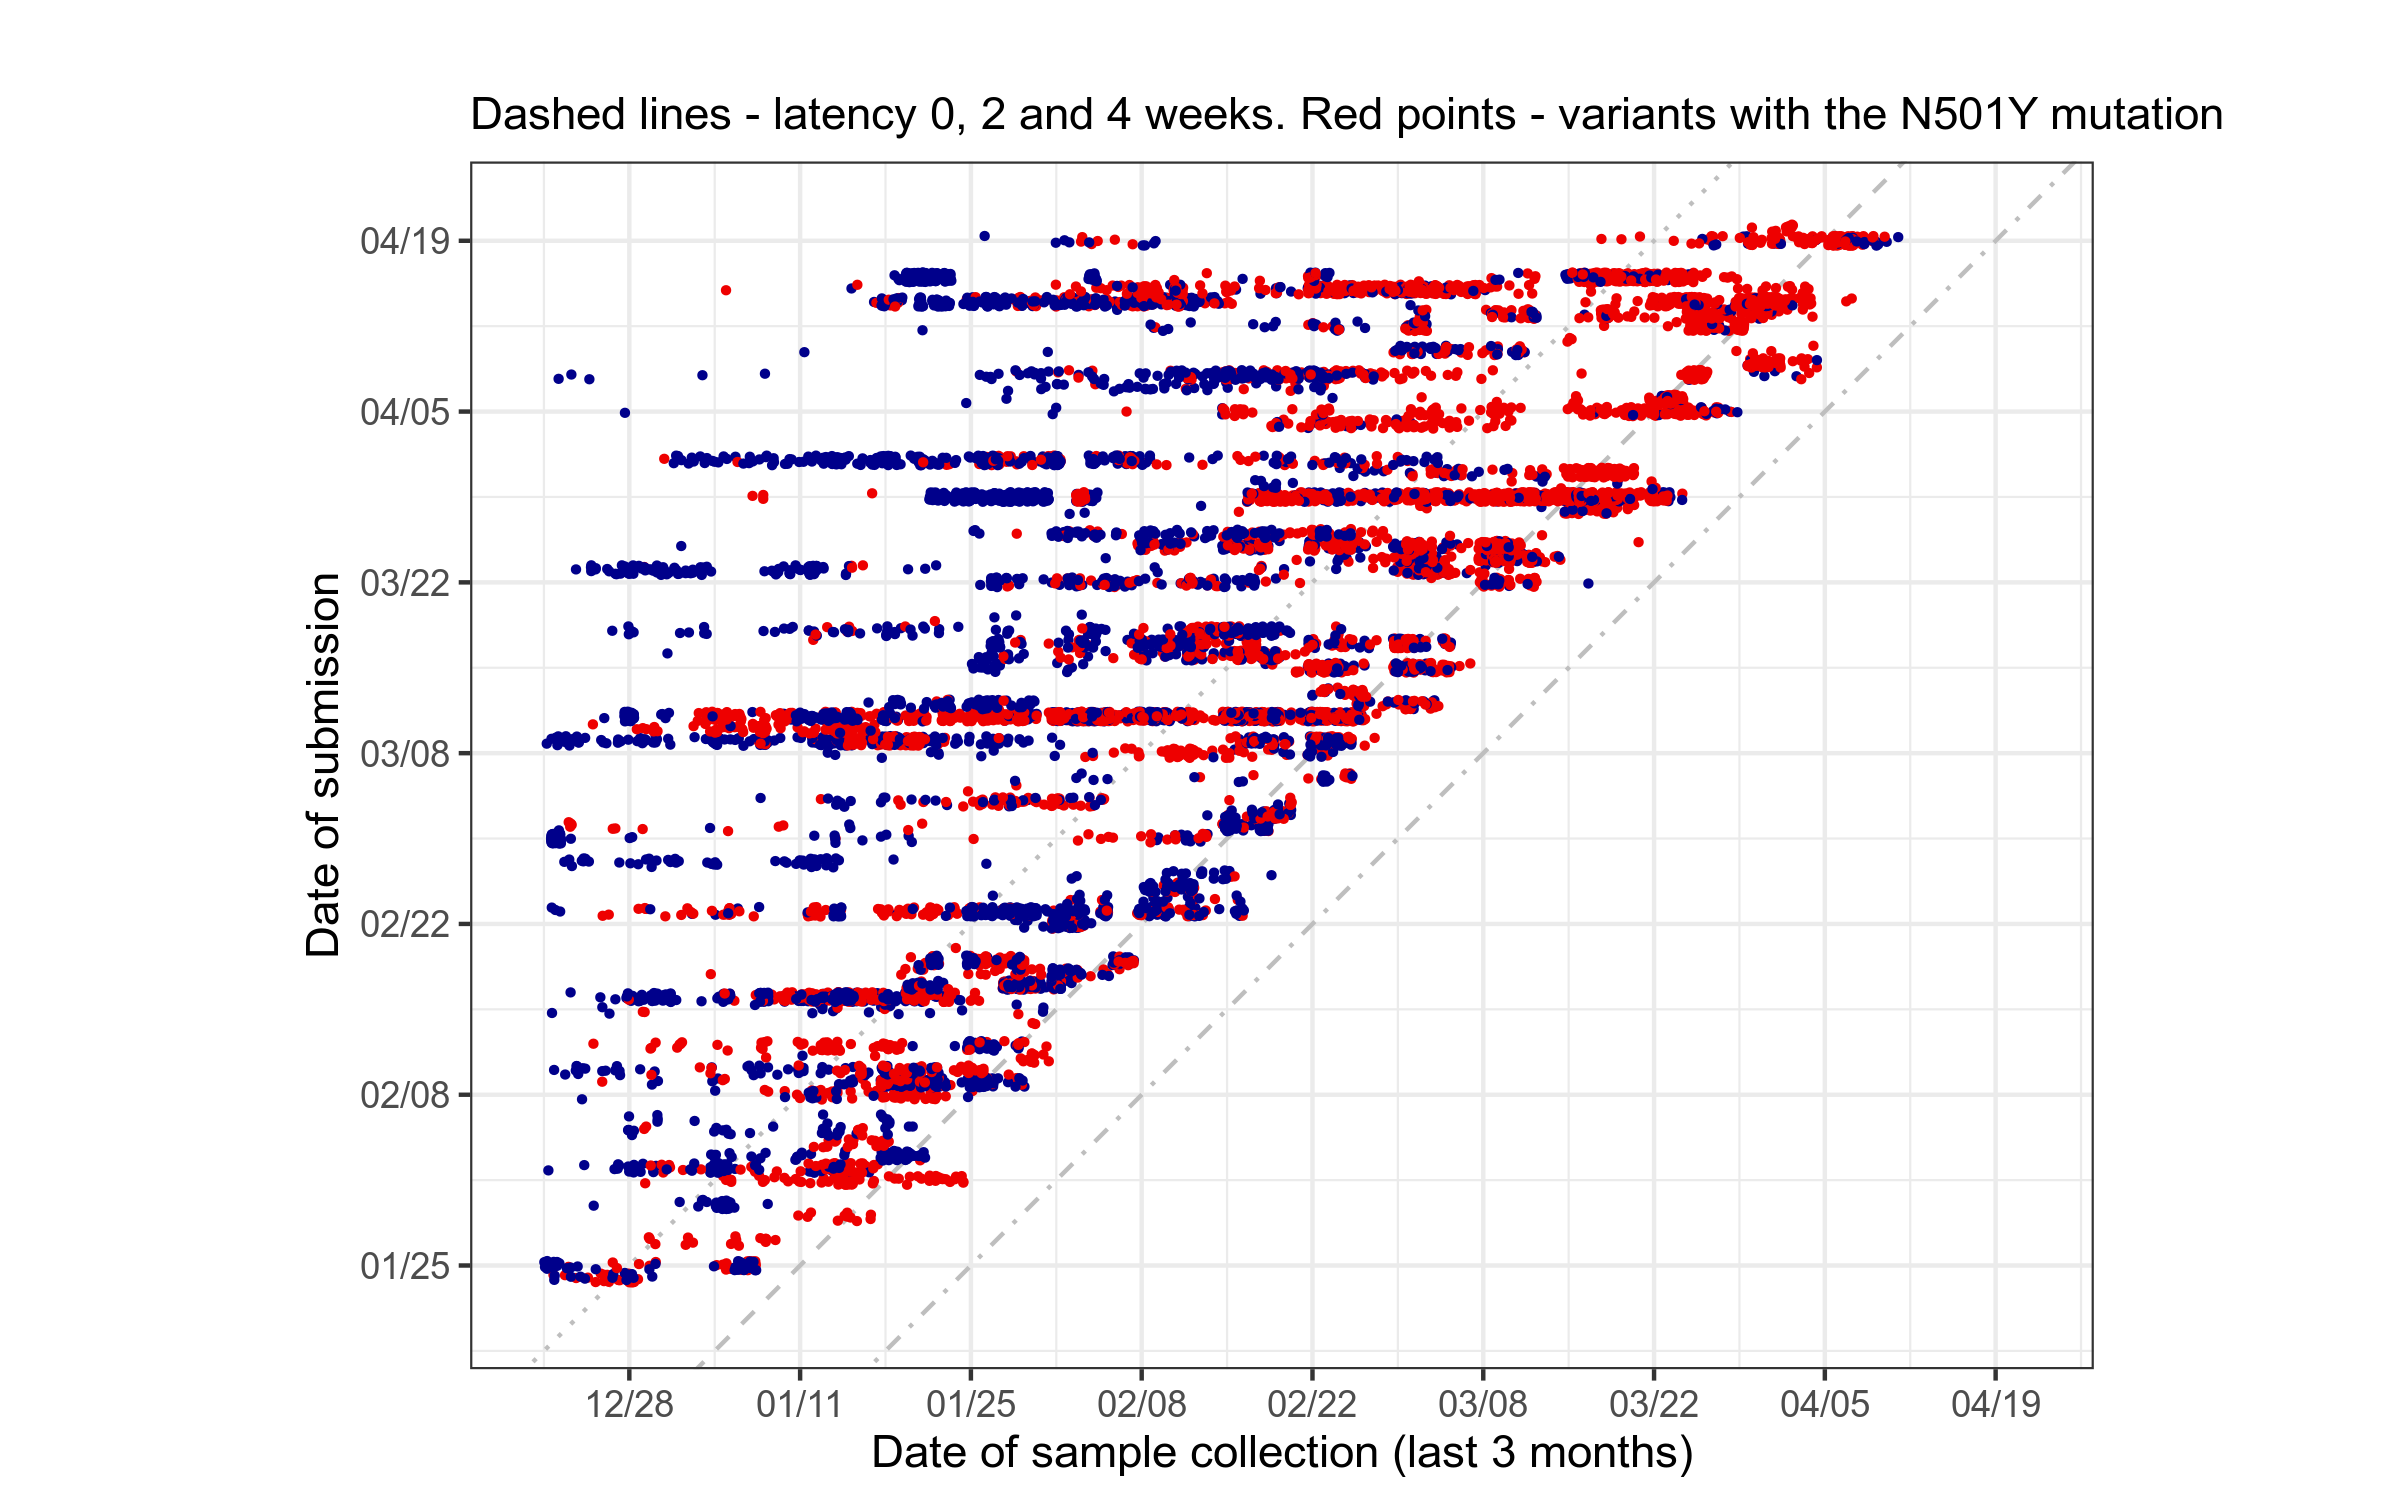 Dashed lines - latency 0, 2 and 4 weeks. Red points - variants with the N501Y mutation
Date of submission
04/19
04/05
03/22
03/08
02/22
02/08
01/25
12/28 01/11 01/25 02/08 02/22 03/08 03/22 04/05 04/19
Date of sample collection (last 3 months)